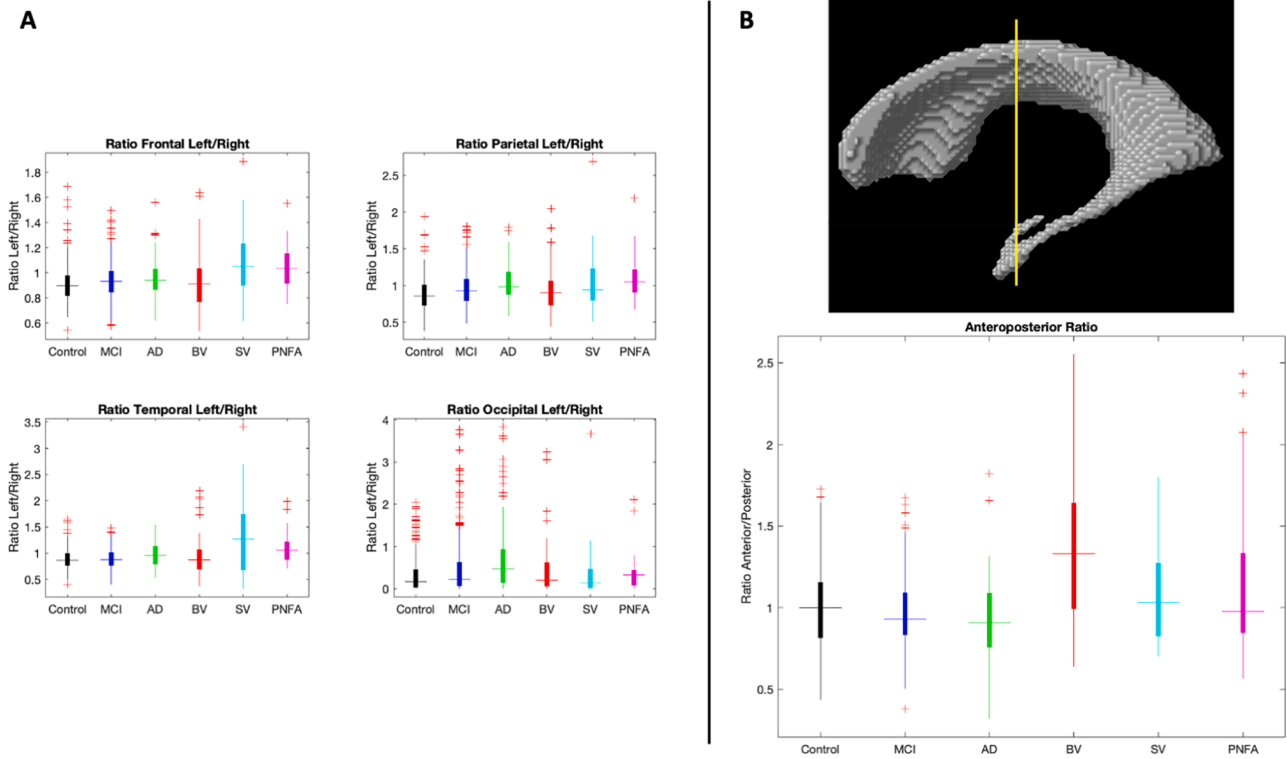 A
B
Ratio Frontal Left/Right
Ratio Left/Right
1.8
1.6
1.4
1.2
1
0.8
0.6
Control MCI AD BV SV PNFA
Ratio Parietal Left/Right
Ratio Left/Right
2.5
2
1.5
1
0.5
Control MCI AD BV SV PNFA
Ratio Temporal Left/Right
Ratio Left/Right
3.5
3
2.5
2
1.5
1
0.5
Control MCI AD BV SV PNFA
Ratio Occipital Left/Right
Ratio Left/Right
4
3
2
1
0
Control MCI AD BV SV PNFA
Anteroposterior Ratio
Ratio Anterior/Posterior
2.5
2
1.5
1
0.5
Control MCI AD BV SV PNFA